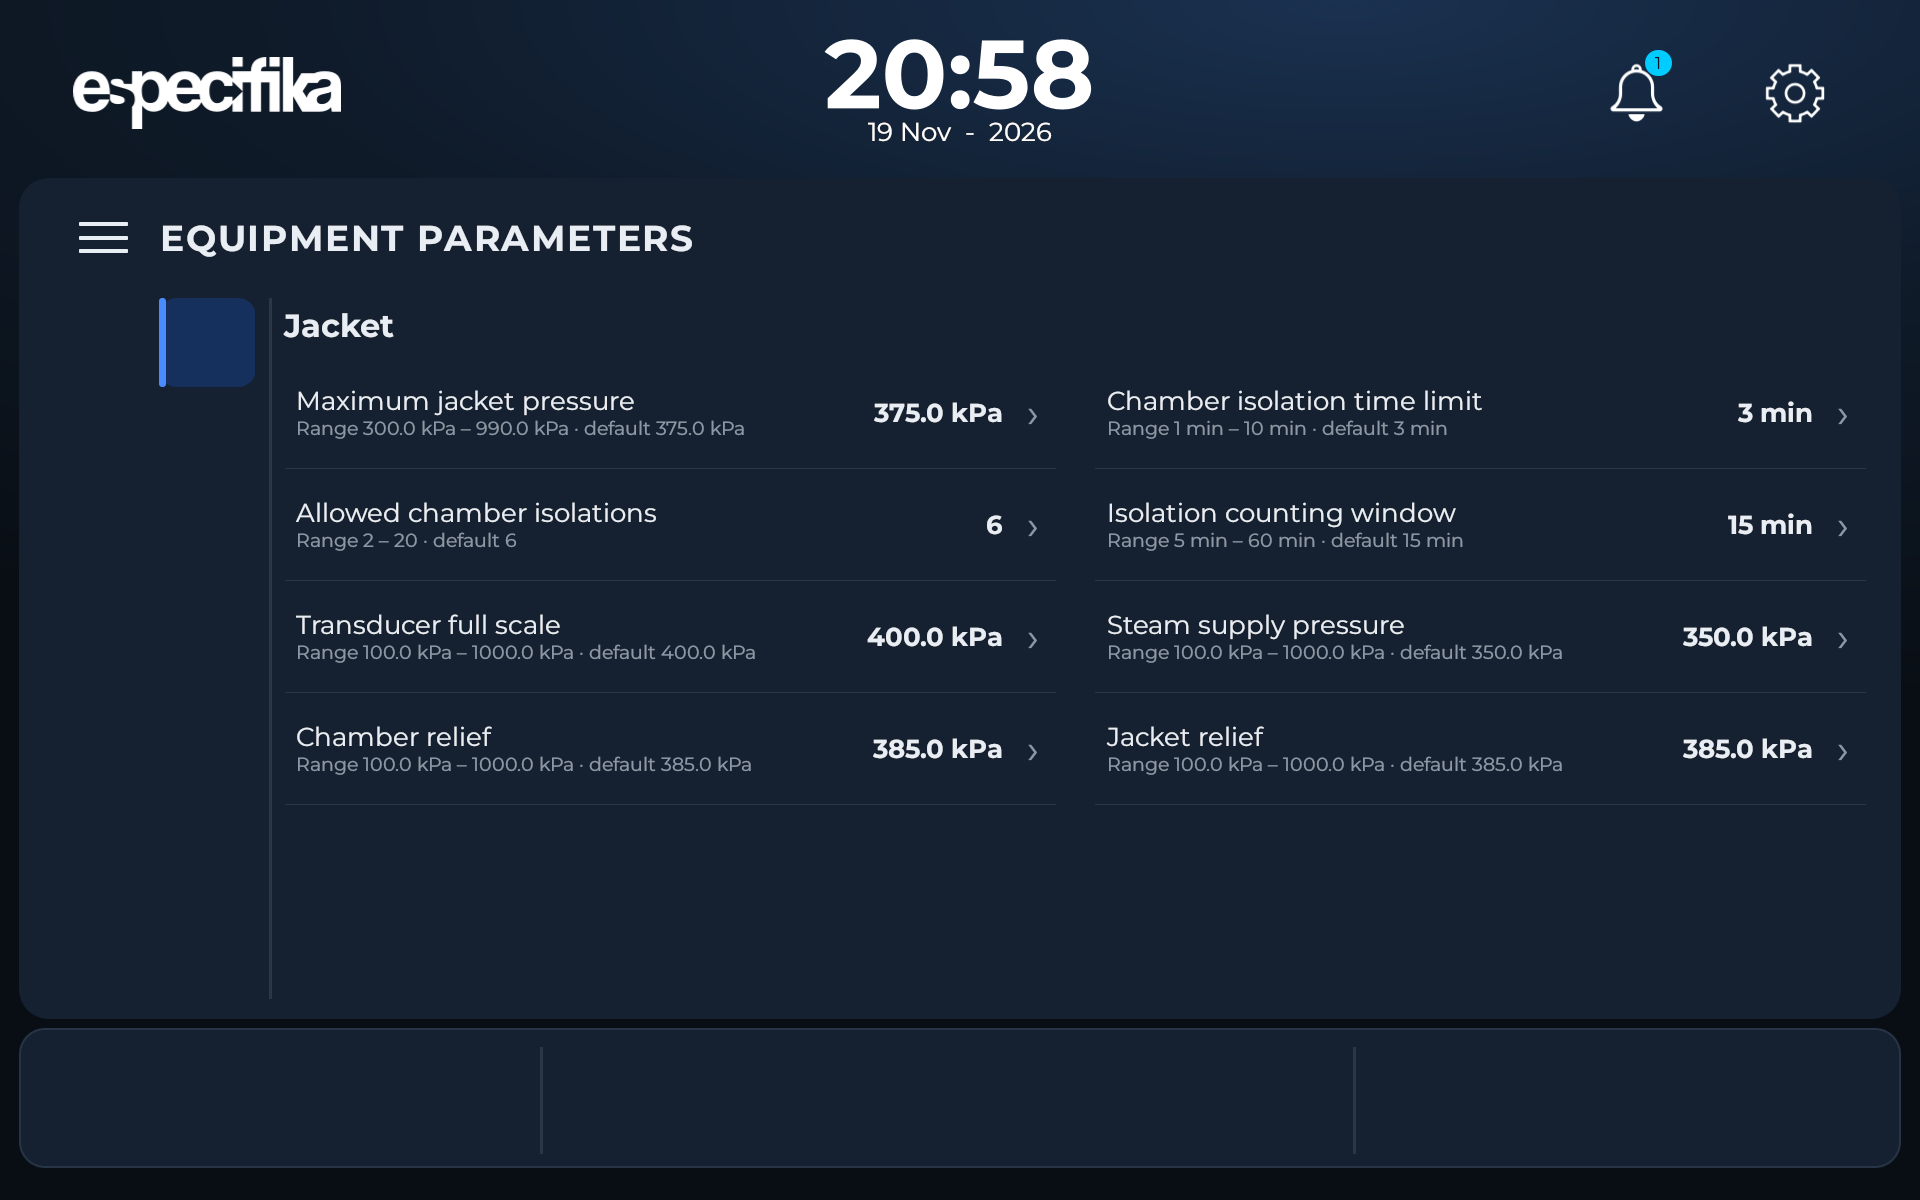 especifika
20:58
19 Nov - 2026
1
EQUIPMENT PARAMETERS
Jacket
Maximum jacket pressure
Range 300.0 kPa – 990.0 kPa · default 375.0 kPa
375.0 kPa ›
Chamber isolation time limit
Range 1 min – 10 min · default 3 min
3 min ›
Allowed chamber isolations
Range 2 – 20 · default 6
6 ›
Isolation counting window
Range 5 min – 60 min · default 15 min
15 min ›
Transducer full scale
Range 100.0 kPa – 1000.0 kPa · default 400.0 kPa
400.0 kPa ›
Steam supply pressure
Range 100.0 kPa – 1000.0 kPa · default 350.0 kPa
350.0 kPa ›
Chamber relief
Range 100.0 kPa – 1000.0 kPa · default 385.0 kPa
385.0 kPa ›
Jacket relief
Range 100.0 kPa – 1000.0 kPa · default 385.0 kPa
385.0 kPa ›